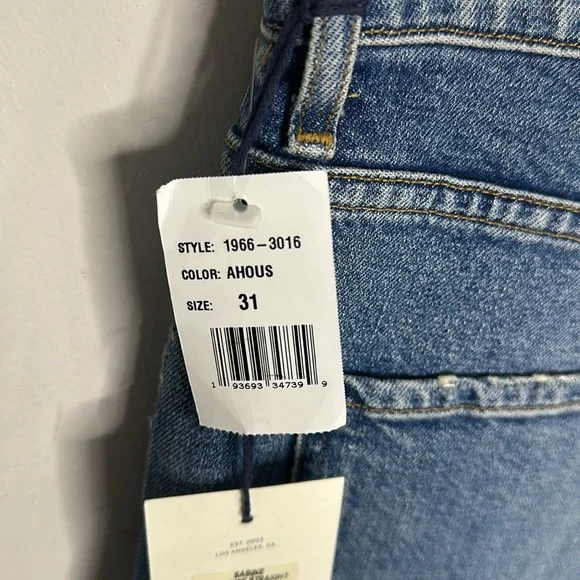 STYLE: 1966-3016
COLOR: AHOUS
SIZE: 31
1 93693 34739 9
EST. 2002
LOS ANGELES, CA
SABINE
STRAIGHT